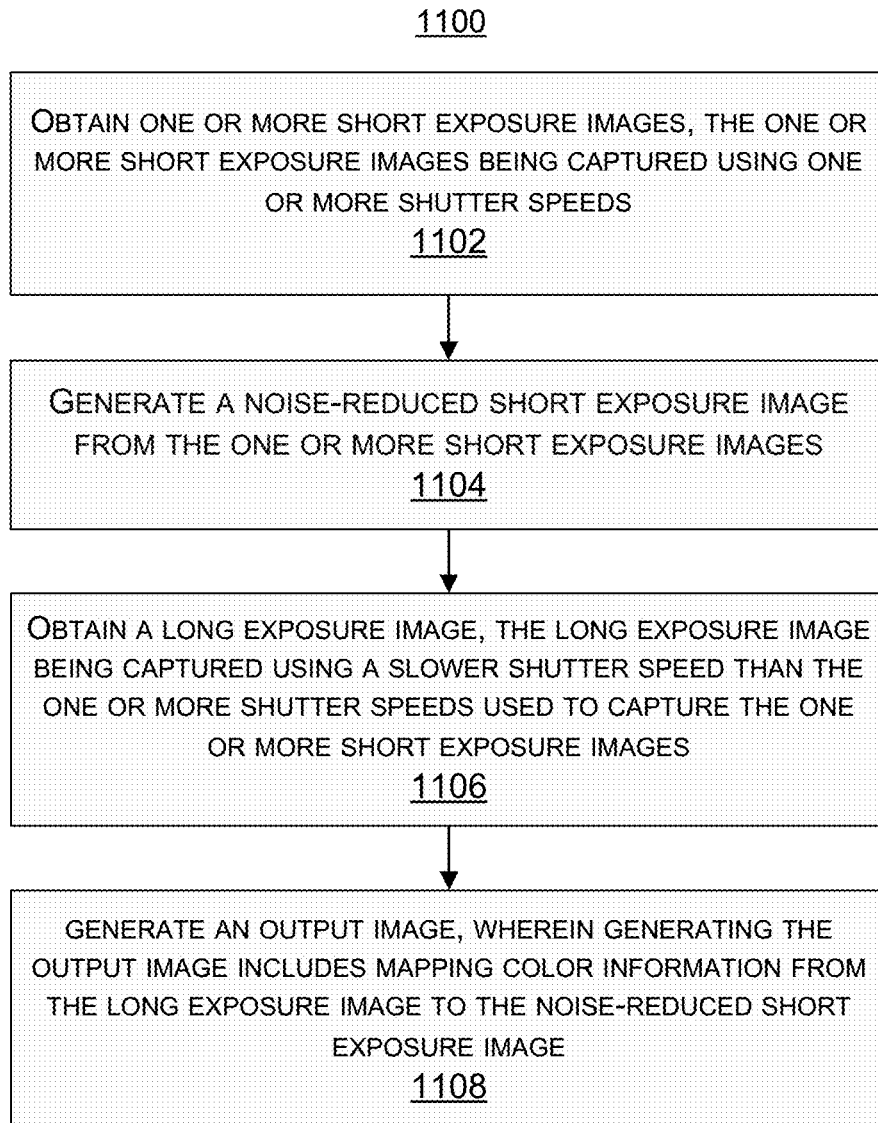 1100
OBTAIN ONE OR MORE SHORT EXPOSURE IMAGES, THE ONE OR
MORE SHORT EXPOSURE IMAGES BEING CAPTURED USING ONE
OR MORE SHUTTER SPEEDS
1102
GENERATE A NOISE-REDUCED SHORT EXPOSURE IMAGE
FROM THE ONE OR MORE SHORT EXPOSURE IMAGES
1104
OBTAIN A LONG EXPOSURE IMAGE, THE LONG EXPOSURE IMAGE
BEING CAPTURED USING A SLOWER SHUTTER SPEED THAN THE
ONE OR MORE SHUTTER SPEEDS USED TO CAPTURE THE ONE
OR MORE SHORT EXPOSURE IMAGES
1106
GENERATE AN OUTPUT IMAGE, WHEREIN GENERATING THE
OUTPUT IMAGE INCLUDES MAPPING COLOR INFORMATION FROM
THE LONG EXPOSURE IMAGE TO THE NOISE-REDUCED SHORT
EXPOSURE IMAGE
1108